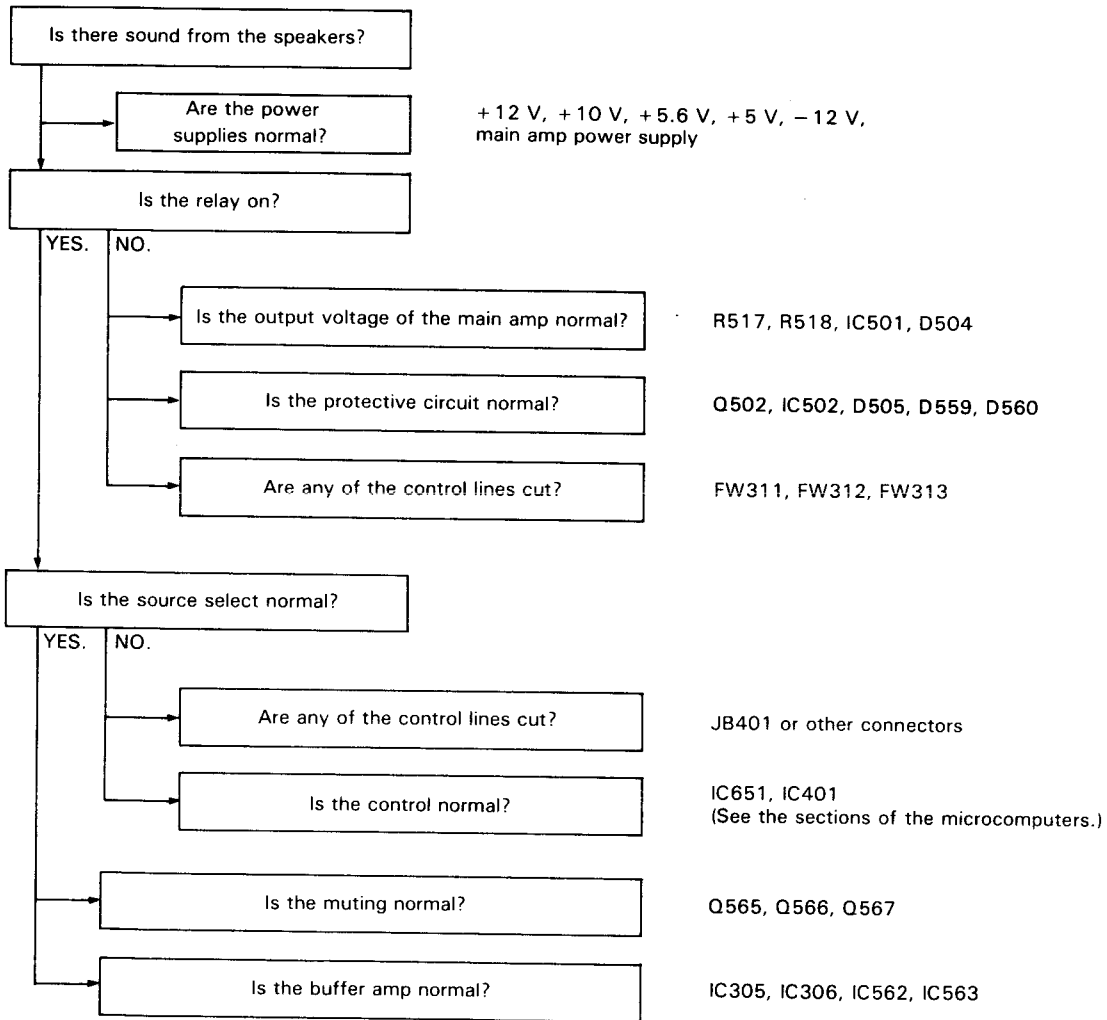 Is there sound from the speakers?
Are the power
supplies normal?
+12 V, +10 V, +5.6 V, +5 V, −12 V,
main amp power supply
Is the relay on?
YES. NO.
Is the output voltage of the main amp normal?
R517, R518, IC501, D504
Is the protective circuit normal?
Q502, IC502, D505, D559, D560
Are any of the control lines cut?
FW311, FW312, FW313
Is the source select normal?
YES. NO.
Are any of the control lines cut?
JB401 or other connectors
Is the control normal?
IC651, IC401
(See the sections of the microcomputers.)
Is the muting normal?
Q565, Q566, Q567
Is the buffer amp normal?
IC305, IC306, IC562, IC563